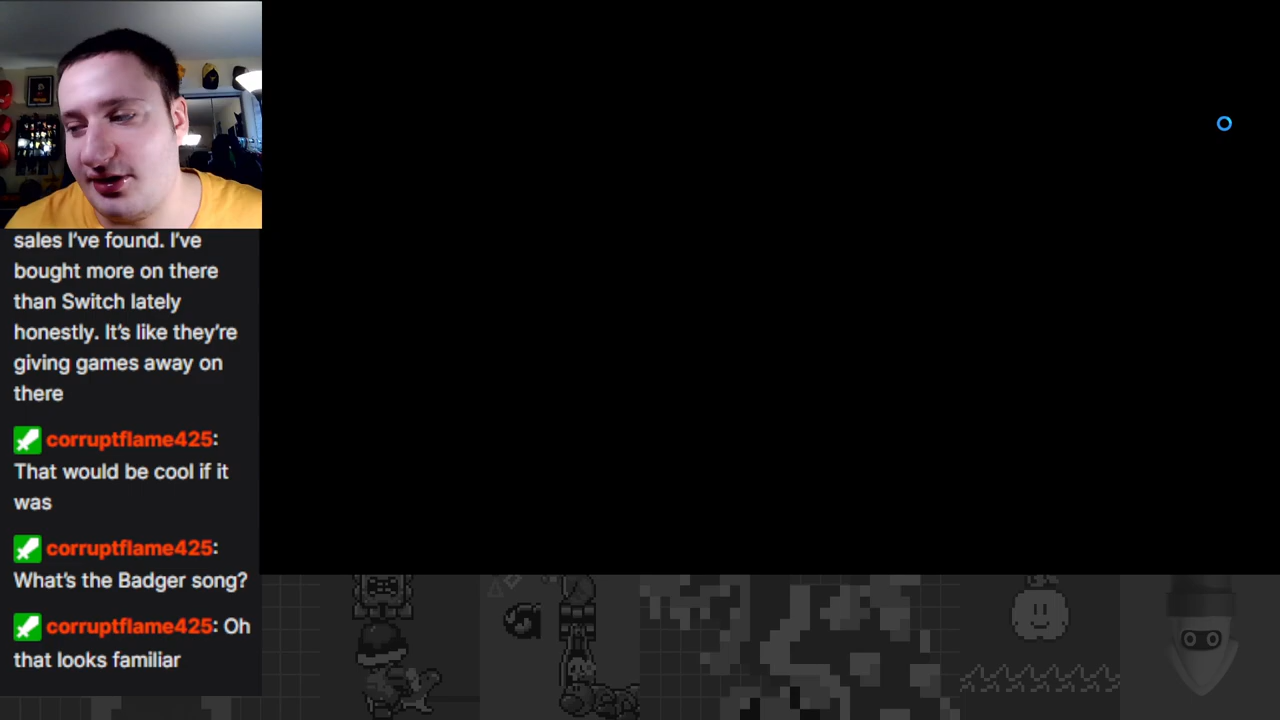 sales I've found. I've
bought more on there
than Switch lately
honestly. It's like they're
giving games away on
there
corruptflame425:
That would be cool if it
was
corruptflame425:
What's the Badger song?
corruptflame425: Oh
that looks familiar